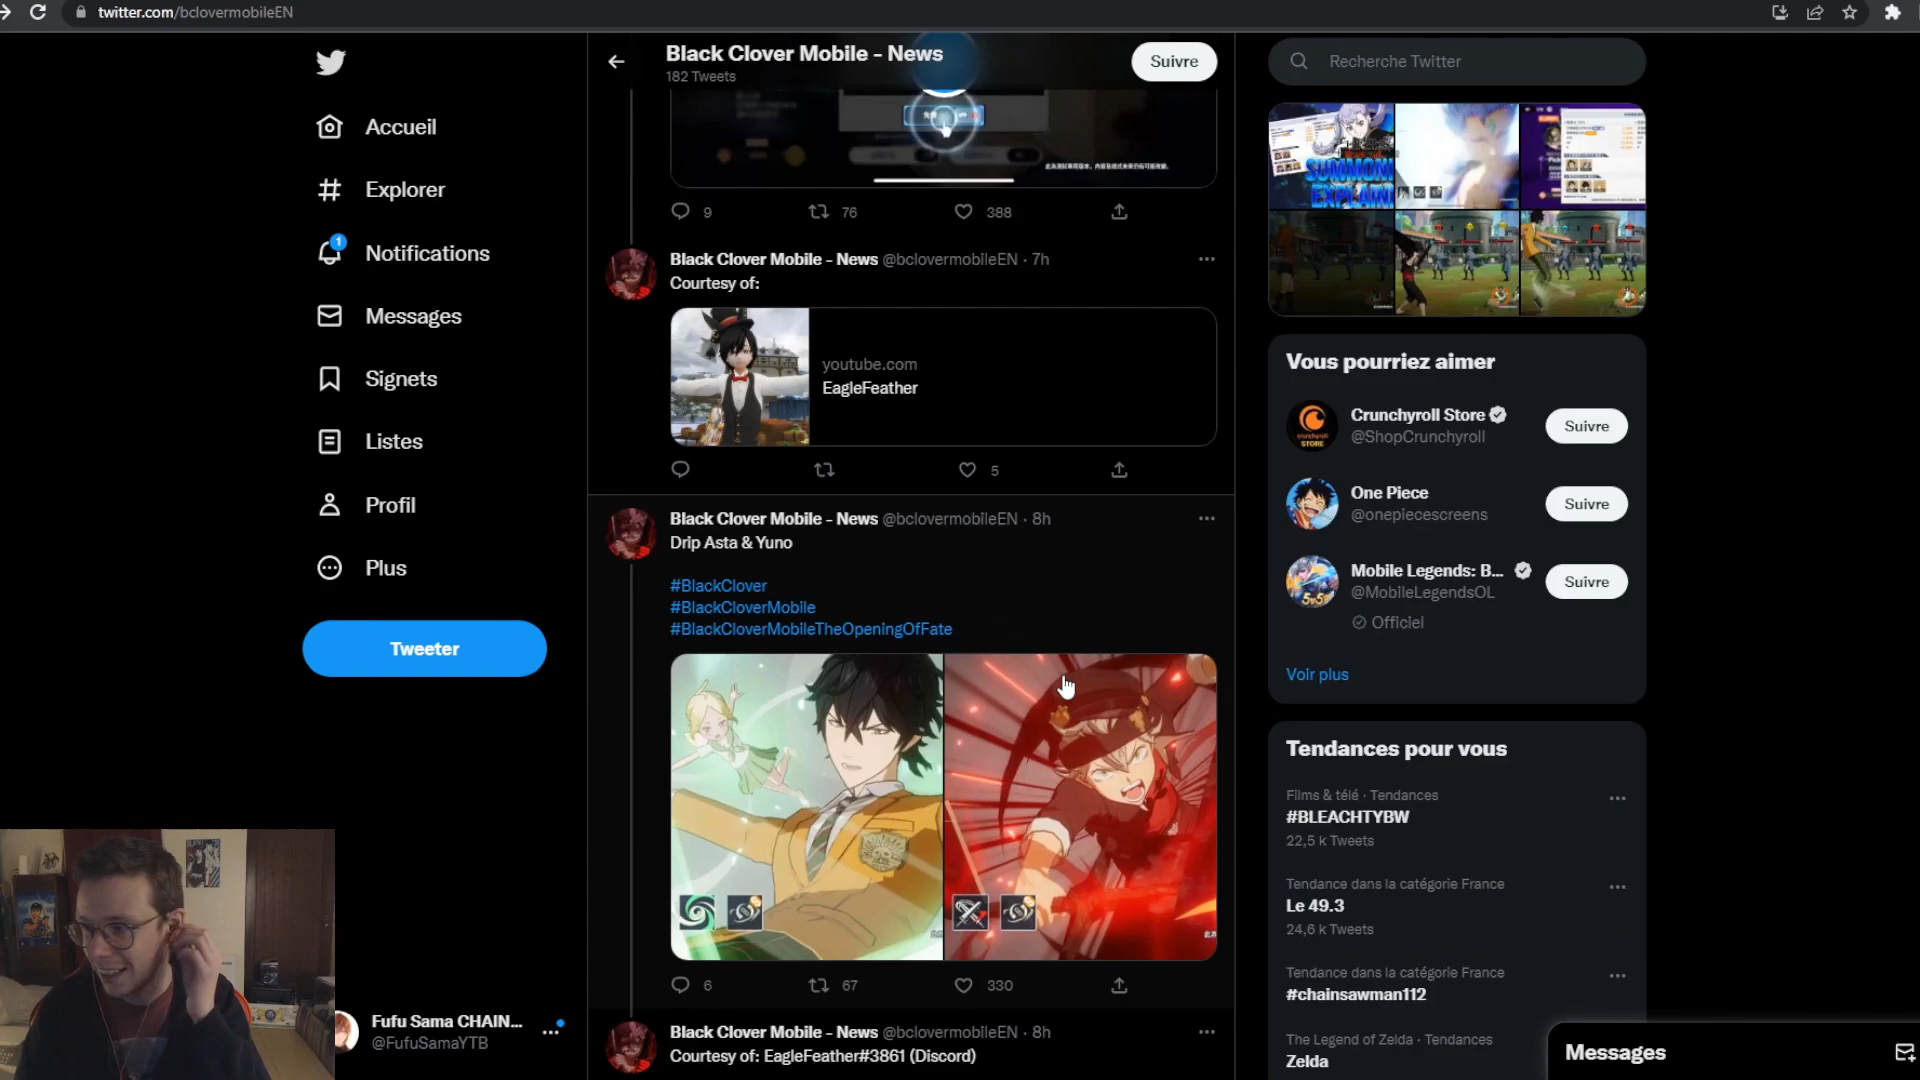 twitter.com/bclovermobileEN
Black Clover Mobile - News
182 Tweets
Suivre
Recherche Twitter
Accueil
Explorer
1
Notifications
Messages
Signets
Listes
Profil
Plus
Tweeter
Fufu Sama CHAIN...
@FufuSamaYTB
9
76
388
Black Clover Mobile - News @bclovermobileEN · 7h
Courtesy of:
youtube.com
EagleFeather
5
Black Clover Mobile - News @bclovermobileEN · 8h
Drip Asta & Yuno
#BlackClover
#BlackCloverMobile
#BlackCloverMobileTheOpeningOfFate
6
67
330
Black Clover Mobile - News @bclovermobileEN · 8h
Courtesy of: EagleFeather#3861 (Discord)
SUMMON
EXPLAIN
Vous pourriez aimer
Crunchyroll Store
@ShopCrunchyroll
Suivre
One Piece
@onepiecescreens
Suivre
Mobile Legends: B...
@MobileLegendsOL
Officiel
Suivre
Voir plus
Tendances pour vous
Films & télé · Tendances
#BLEACHTYBW
22,5 k Tweets
Tendance dans la catégorie France
Le 49.3
24,6 k Tweets
Tendance dans la catégorie France
#chainsawman112
The Legend of Zelda · Tendances
Zelda
Messages